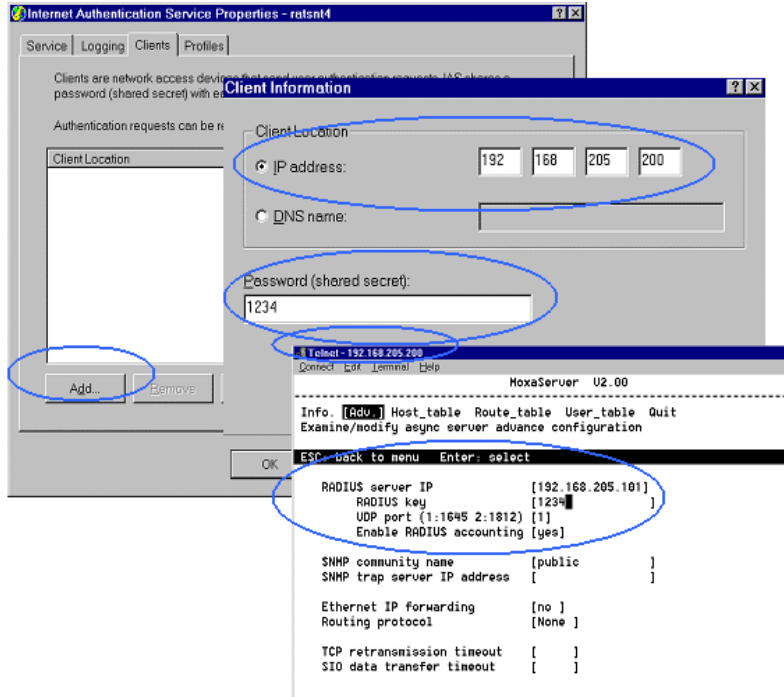 Internet Authentication Service Properties - ratsnt4
Service Logging Clients Profiles
Clients are network access devices that send user authentication requests. IAS shares a
password (shared secret) with ea
Authentication requests can be re
Client Location
Add...
Remove
OK
Client Information
Client Location
IP address: 192 168 205 200
DNS name:
Password (shared secret):
1234
Telnet - 192.168.205.200
Connect Edit Terminal Help
MoxaServer V2.00
Info. [Adv.] Host_table Route_table User_table Quit
Examine/modify async server advance configuration
ESC: back to menu Enter: select
RADIUS server IP [192.168.205.101]
RADIUS key [1234 ]
UDP port (1:1645 2:1812) [1]
Enable RADIUS accounting [yes]
SNMP community name [public ]
SNMP trap server IP address [ ]
Ethernet IP forwarding [no ]
Routing protocol [None ]
TCP retransmission timeout [ ]
SIO data transfer timeout [ ]